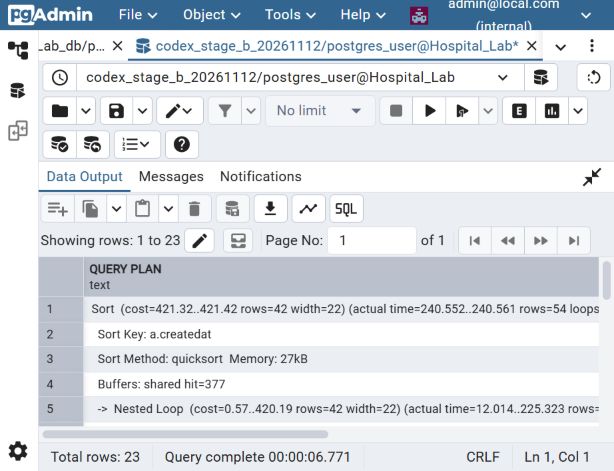 pgAdmin File Object Tools Help admin@local.com
(internal)
_ab_db/p... codex_stage_b_20261112/postgres_user@Hospital_Lab*
codex_stage_b_20261112/postgres_user@Hospital_Lab
No limit E
Data Output Messages Notifications
SQL
Showing rows: 1 to 23 Page No: 1 of 1
QUERY PLAN
text
1 Sort (cost=421.32..421.42 rows=42 width=22) (actual time=240.552..240.561 rows=54 loops
2 Sort Key: a.createdat
3 Sort Method: quicksort Memory: 27kB
4 Buffers: shared hit=377
5 -> Nested Loop (cost=0.57..420.19 rows=42 width=22) (actual time=12.014..225.323 rows=
Total rows: 23 Query complete 00:00:06.771 CRLF Ln 1, Col 1